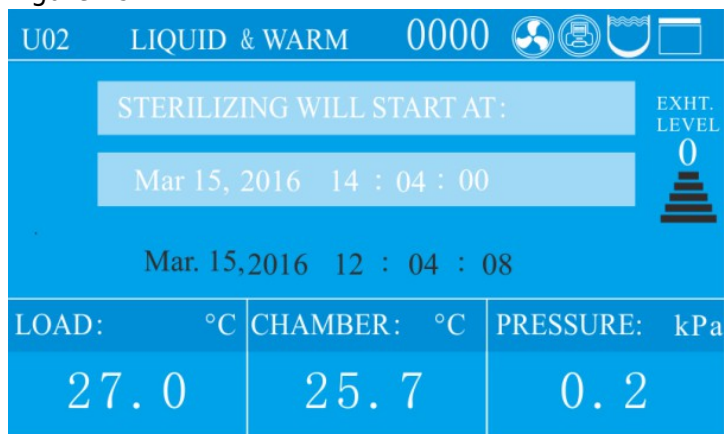 U02 LIQUID & WARM 0000
STERILIZING WILL START AT:
EXHT.
LEVEL
0
Mar 15, 2016 14 : 04 : 00
Mar. 15,2016 12 : 04 : 08
LOAD: °C CHAMBER: °C PRESSURE: kPa
27.0 25.7 0.2